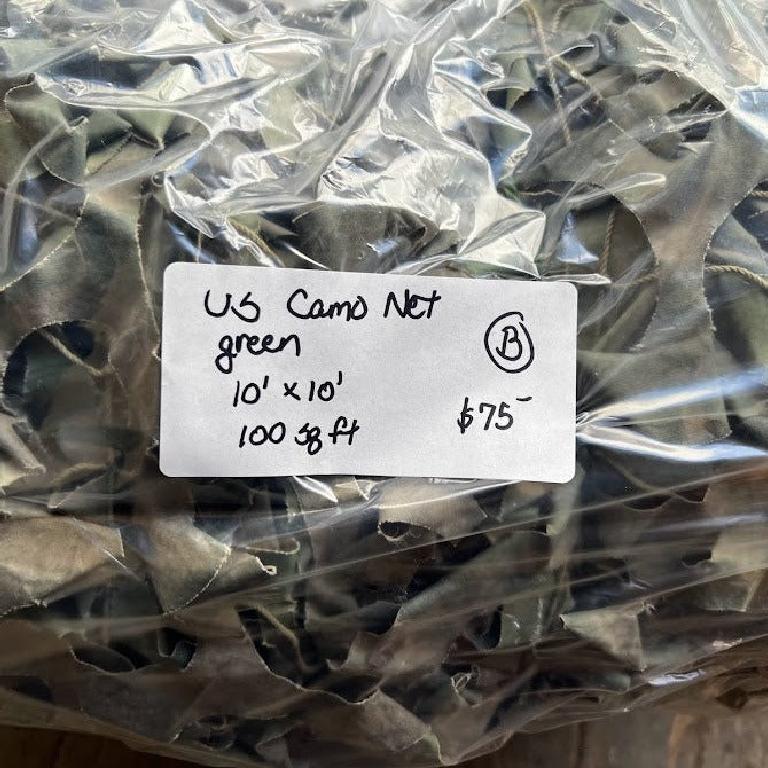 US Camo Net
green
B
10' x 10'
$75-
100 sq ft